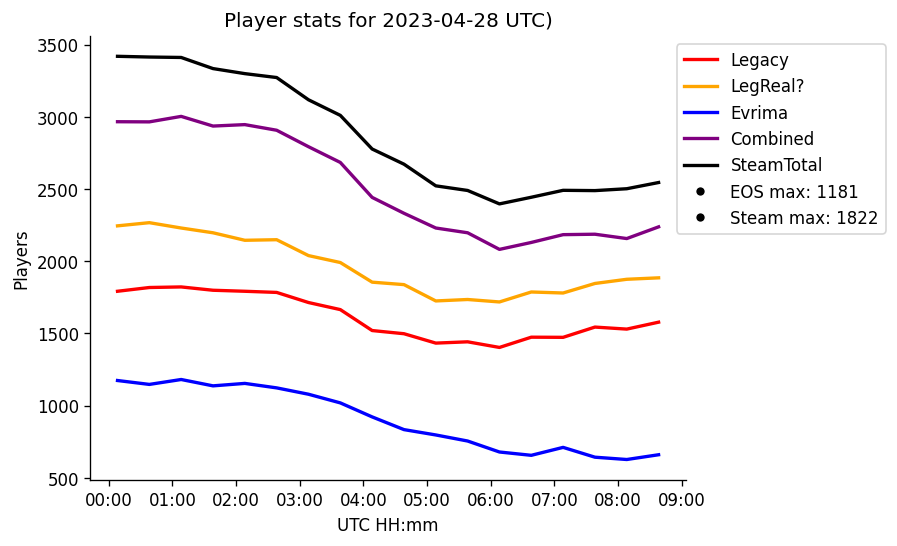 Player stats for 2023-04-28 UTC)
3500
3000
2500
2000
1500
1000
500
Players
00:00 01:00 02:00 03:00 04:00 05:00 06:00 07:00 08:00 09:00
UTC HH:mm
Legacy
LegReal?
Evrima
Combined
SteamTotal
EOS max: 1181
Steam max: 1822